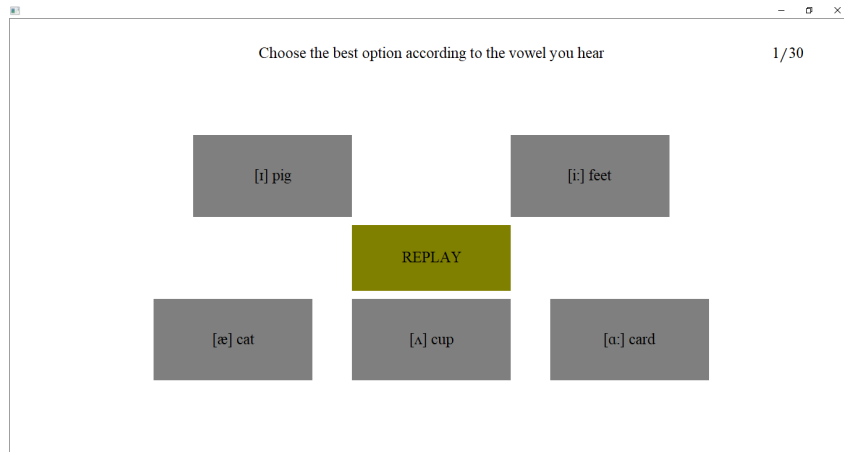 Choose the best option according to the vowel you hear
1/30
[ɪ] pig
[iː] feet
REPLAY
[æ] cat
[ʌ] cup
[ɑː] card